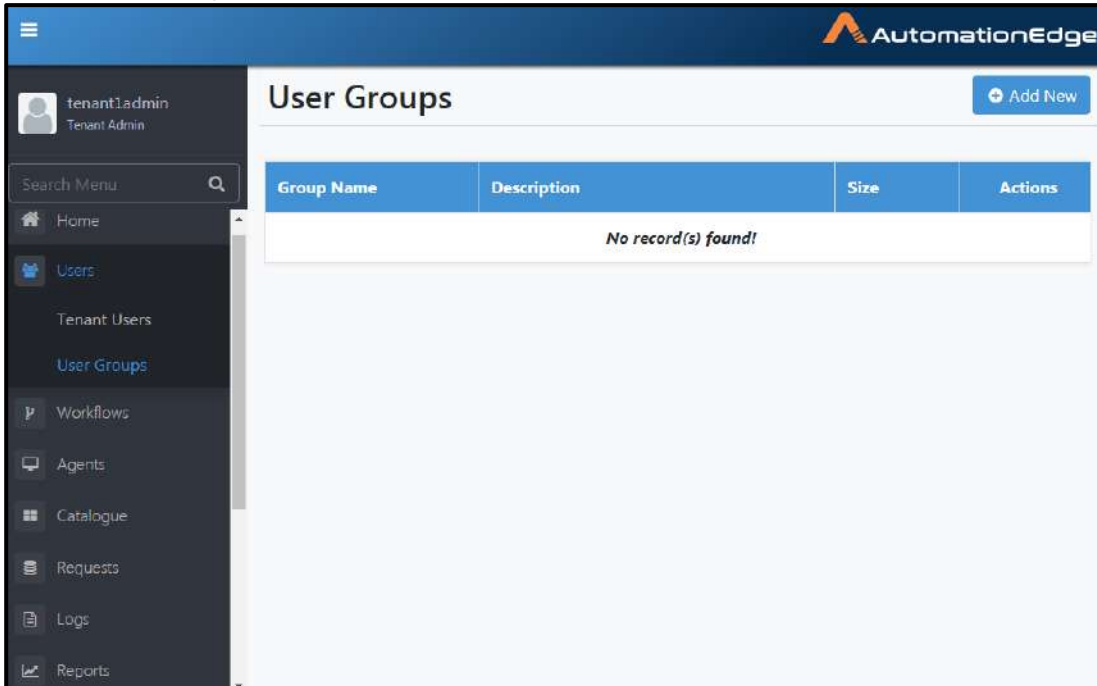 AutomationEdge
tenant1admin
Tenant Admin
Search Menu
Home
Users
Tenant Users
User Groups
Workflows
Agents
Catalogue
Requests
Logs
Reports
User Groups
Add New
Group Name Description Size Actions
No record(s) found!